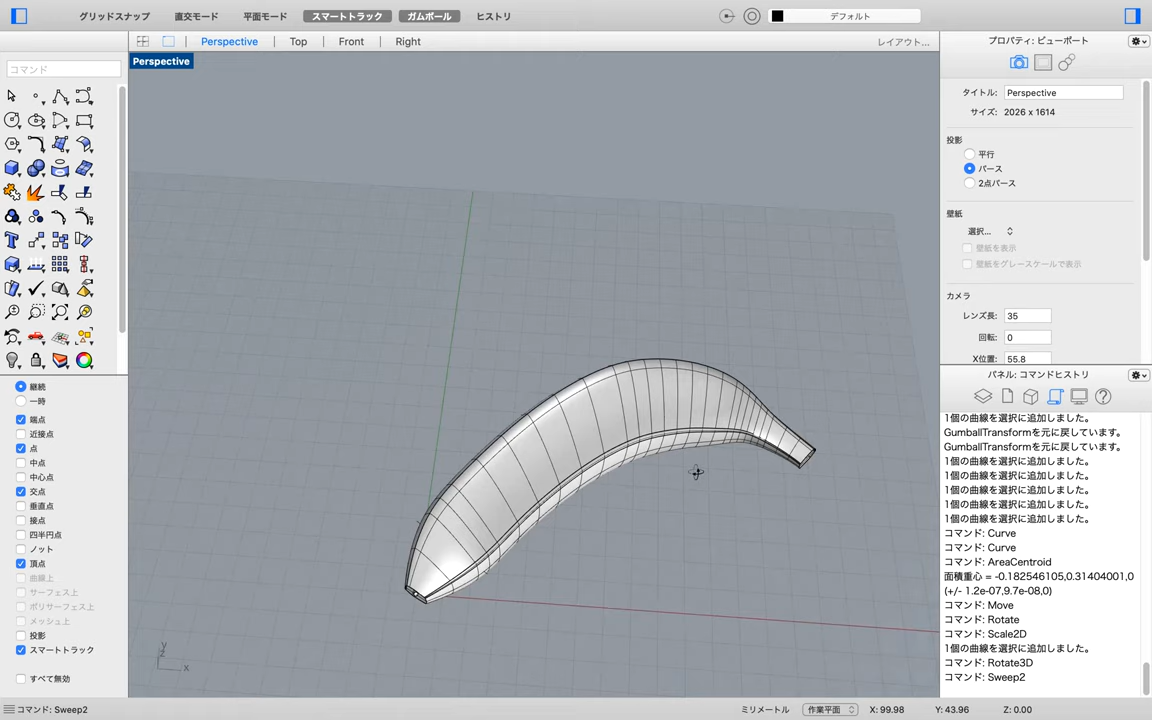 グリッドスナップ
直交モード
平面モード
スマートトラック
ガムボール
ヒストリ
デフォルト
Perspective
Top
Front
Right
レイアウト...
コマンド
Perspective
継続
一時
端点
近接点
点
中点
中心点
交点
垂直点
接点
四半円点
ノット
頂点
曲線上
サーフェス上
ポリサーフェス上
メッシュ上
投影
スマートトラック
すべて無効
y
z
x
プロパティ: ビューポート
タイトル: Perspective
サイズ: 2026 x 1614
投影
平行
パース
2点パース
壁紙
選択...
壁紙を表示
壁紙をグレースケールで表示
カメラ
レンズ長: 35
回転: 0
X位置: 55.8
パネル: コマンドヒストリ
1個の曲線を選択に追加しました。
GumballTransformを元に戻しています。
GumballTransformを元に戻しています。
1個の曲線を選択に追加しました。
1個の曲線を選択に追加しました。
1個の曲線を選択に追加しました。
1個の曲線を選択に追加しました。
1個の曲線を選択に追加しました。
コマンド: Curve
コマンド: Curve
コマンド: AreaCentroid
面積重心 = -0.182546105,0.31404001,0
(+/- 1.2e-07,9.7e-08,0)
コマンド: Move
コマンド: Rotate
コマンド: Scale2D
1個の曲線を選択に追加しました。
コマンド: Rotate3D
コマンド: Sweep2
コマンド: Sweep2
ミリメートル
作業平面
X: 99.98
Y: 43.96
Z: 0.00